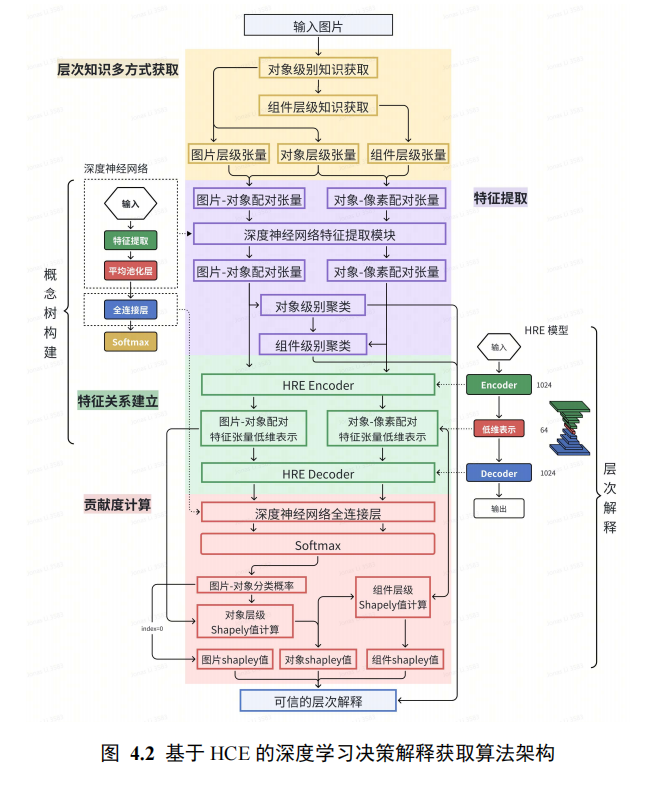 输入图片
层次知识多方式获取
对象级别知识获取
组件层级知识获取
图片层级张量
对象层级张量
组件层级张量
深度神经网络
输入
特征提取
平均池化层
全连接层
Softmax
概念树构建
特征提取
图片-对象配对张量
对象-像素配对张量
深度神经网络特征提取模块
图片-对象配对张量
对象-像素配对张量
对象级别聚类
组件级别聚类
特征关系建立
HRE Encoder
图片-对象配对
特征张量低维表示
对象-像素配对
特征张量低维表示
HRE Decoder
HRE 模型
输入
Encoder
1024
低维表示
64
Decoder
1024
输出
层次解释
贡献度计算
深度神经网络全连接层
Softmax
图片-对象分类概率
对象层级
Shapely值计算
组件层级
Shapely值计算
index=0
图片shapley值
对象shapley值
组件shapley值
可信的层次解释
图 4.2 基于 HCE 的深度学习决策解释获取算法架构